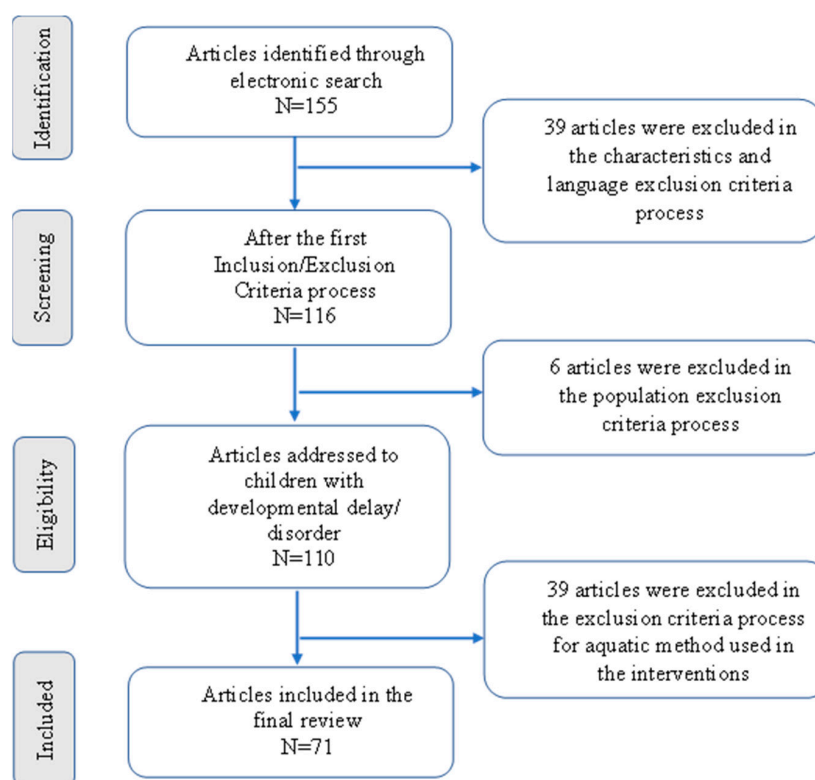 Identification
Articles identified through
electronic search
N=155
39 articles were excluded in
the characteristics and
language exclusion criteria
process
Screening
After the first
Inclusion/Exclusion
Criteria process
N=116
6 articles were excluded in
the population exclusion
criteria process
Eligibility
Articles addressed to
children with
developmental delay/
disorder
N=110
39 articles were excluded in
the exclusion criteria process
for aquatic method used in
the interventions
Included
Articles included in the
final review
N=71